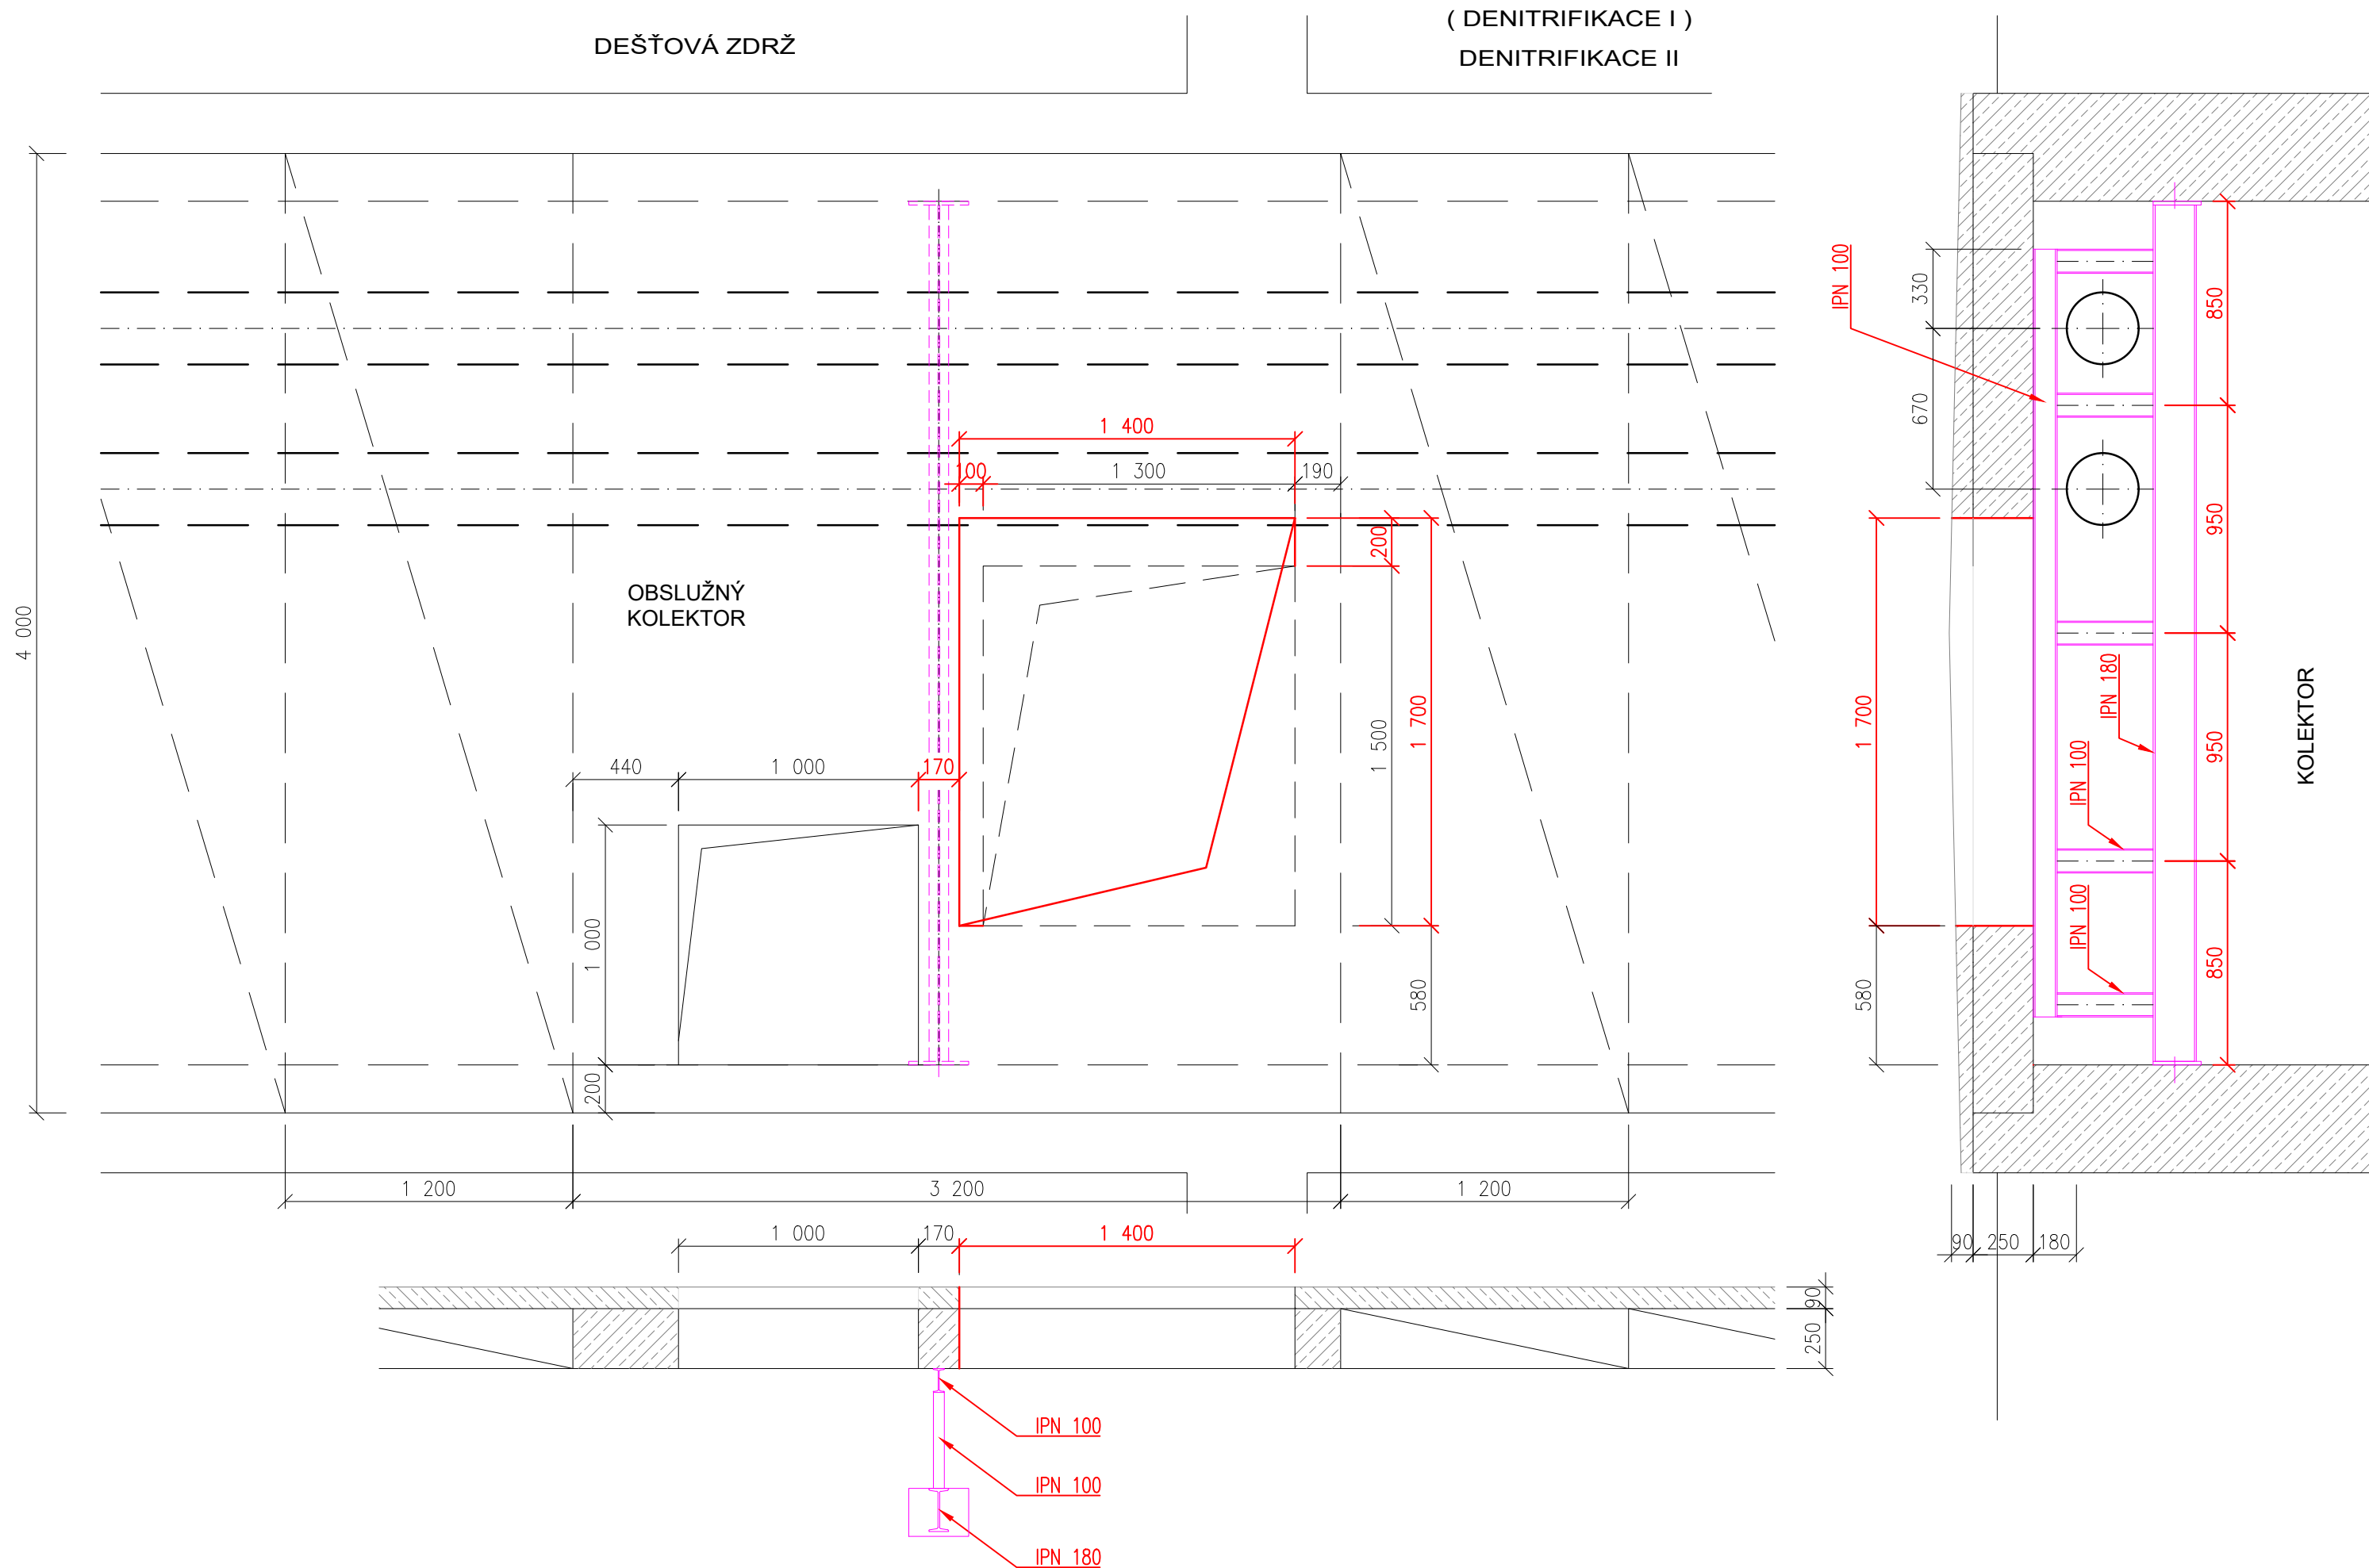 ( DENITRIFIKACE I )
DEŠŤOVÁ ZDRŽ
DENITRIFIKACE II
IPN 100
330
850
1 400
670
100
1 300
190
950
200
OBSLUŽNÝ
KOLEKTOR
4 000
IPN 180
1 500
1 700
1 700
KOLEKTOR
440
1 000
170
IPN 100
950
1 000
IPN 100
850
580
580
200
1 200
3 200
1 200
1 000
170
1 400
90
250
180
90
250
IPN 100
IPN 100
IPN 180